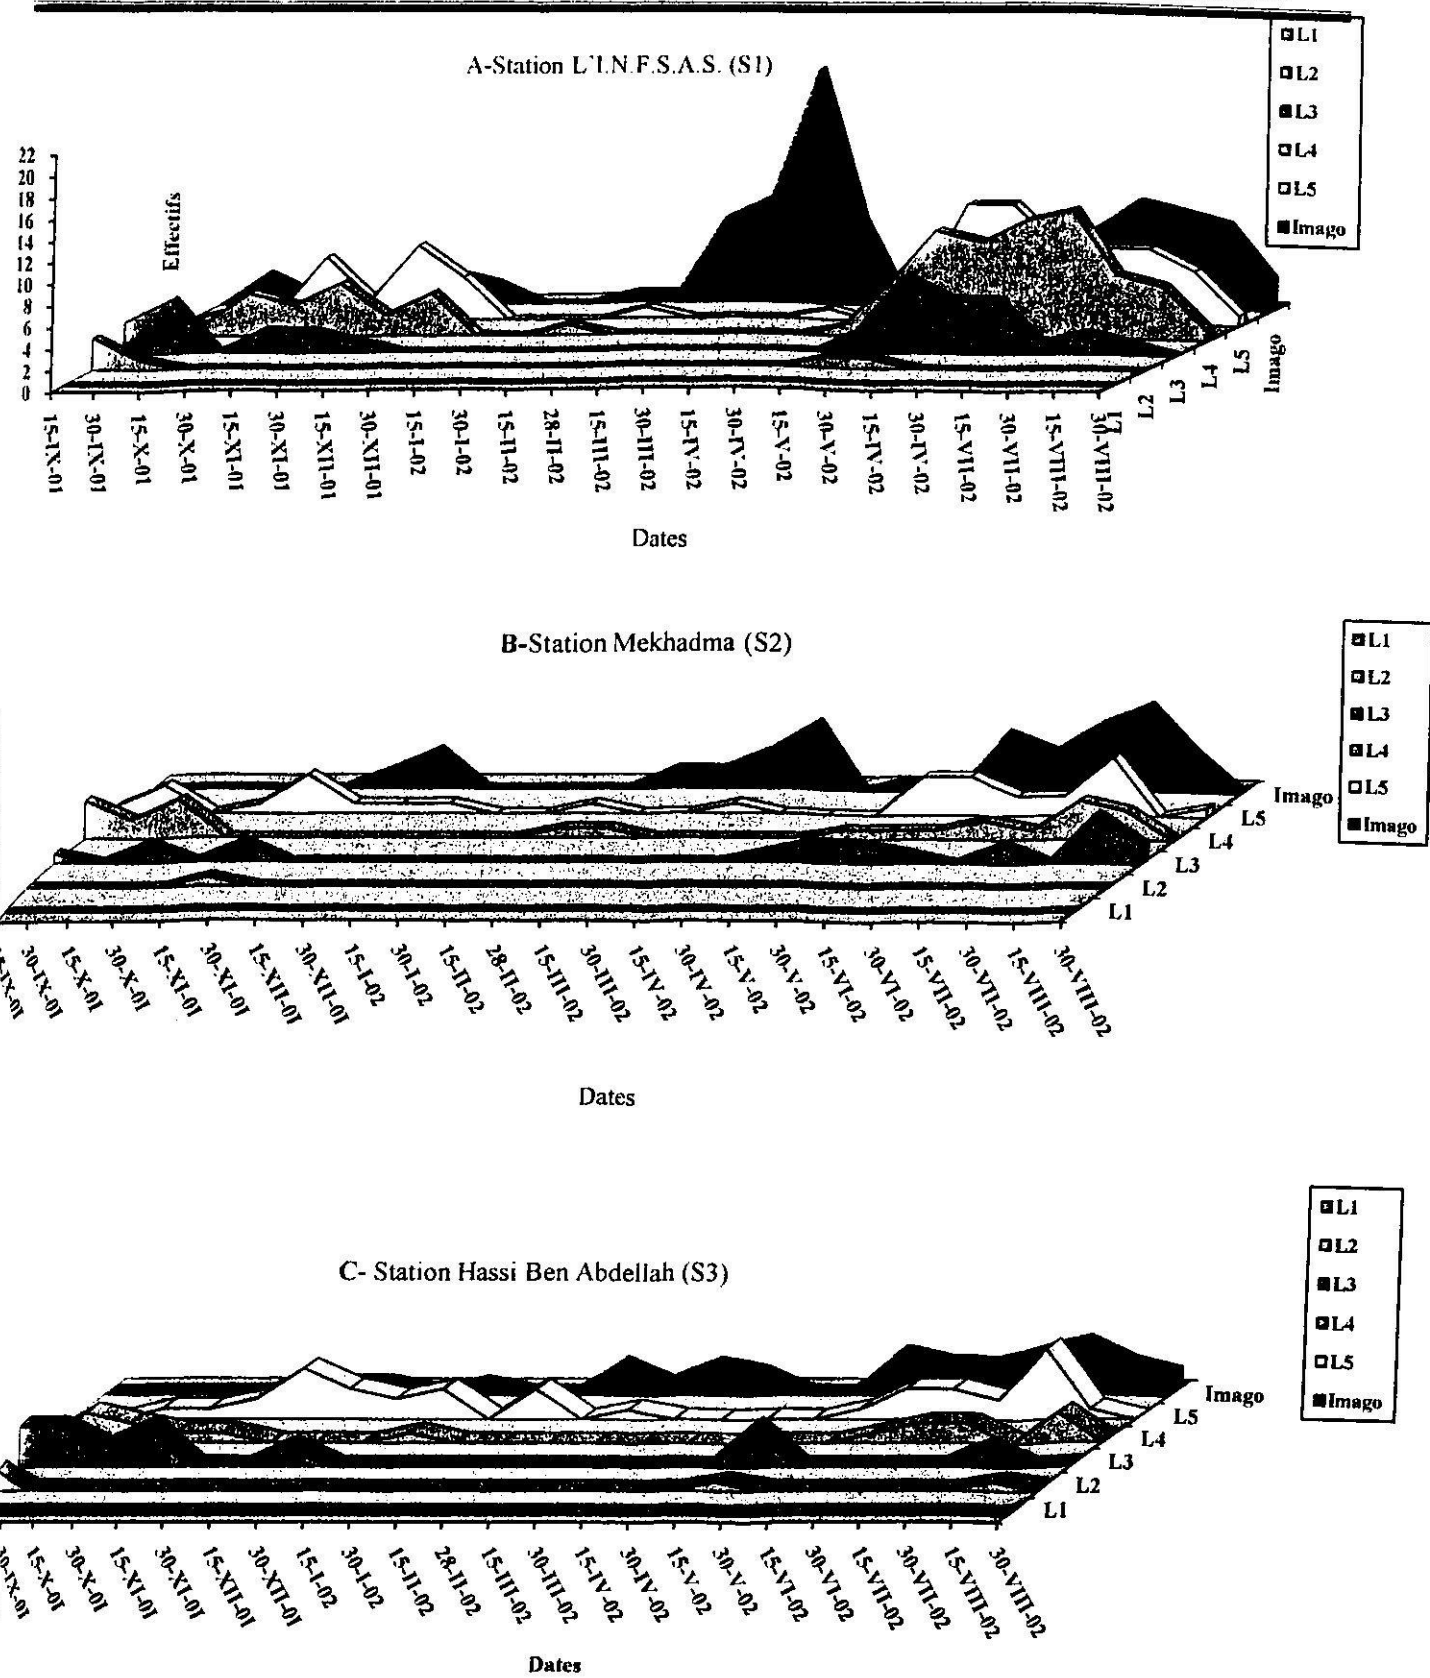 A-Station L'I.N.F.S.A.S. (S1)
L1
L2
L3
L4
L5
Imago
Effectifs
22
20
18
16
14
12
10
8
6
4
2
0
15-IX-01
30-IX-01
15-X-01
30-X-01
15-XI-01
30-XI-01
15-XII-01
30-XII-01
15-I-02
30-I-02
15-II-02
28-II-02
15-III-02
30-III-02
15-IV-02
30-IV-02
15-V-02
30-V-02
15-IV-02
30-IV-02
15-VII-02
30-VII-02
15-VIII-02
30-VIII-02
L1
L2
L3
L4
L5
Imago
Dates
B-Station Mekhadma (S2)
L1
L2
L3
L4
L5
Imago
Imago
L5
L4
L3
L2
L1
30-IX-01
15-X-01
30-X-01
15-XI-01
30-XI-01
15-XII-01
30-XII-01
15-I-02
30-I-02
15-II-02
28-II-02
15-III-02
30-III-02
15-IV-02
30-IV-02
15-V-02
30-V-02
15-VI-02
30-VI-02
15-VII-02
30-VII-02
15-VIII-02
30-VIII-02
Dates
C- Station Hassi Ben Abdellah (S3)
L1
L2
L3
L4
L5
Imago
Imago
L5
L4
L3
L2
L1
30-IX-01
15-X-01
30-X-01
15-XI-01
30-XI-01
15-XII-01
30-XII-01
15-I-02
30-I-02
15-II-02
28-II-02
15-III-02
30-III-02
15-IV-02
30-IV-02
15-V-02
30-V-02
15-VI-02
30-VI-02
15-VII-02
30-VII-02
15-VIII-02
30-VIII-02
Dates